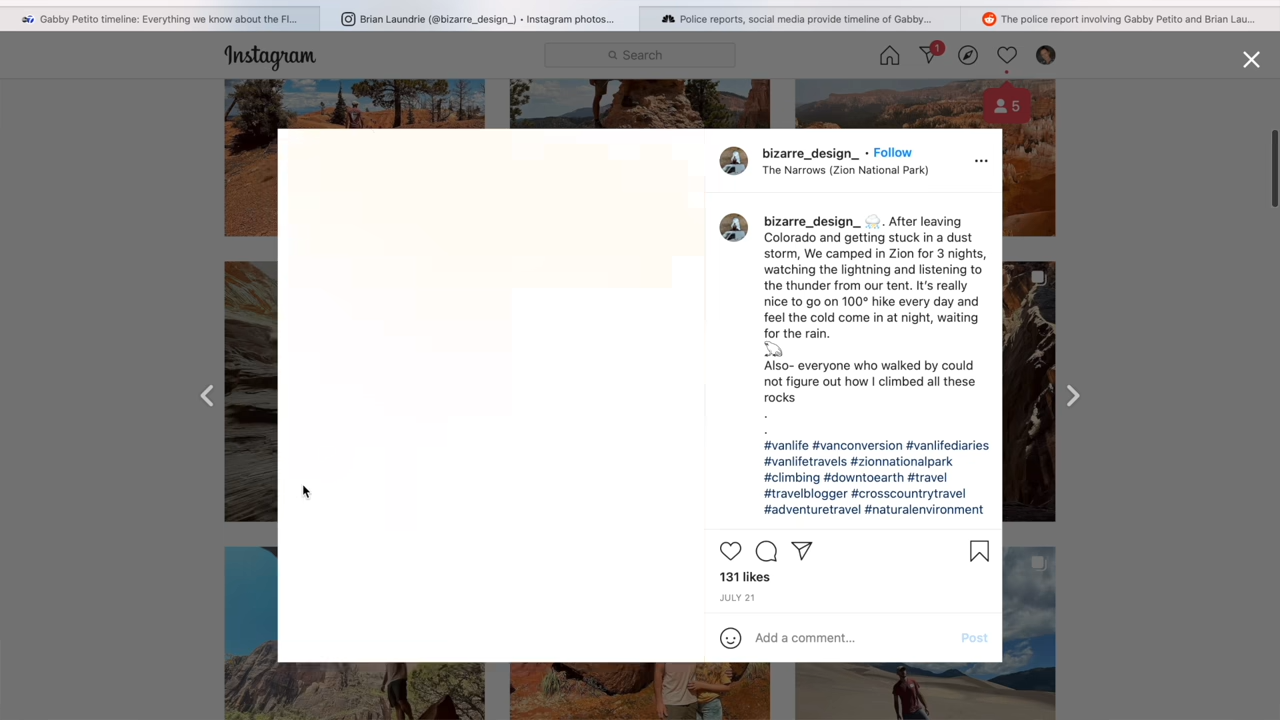 Gabby Petito timeline: Everything we know about the Fl...
Brian Laundrie (@bizarre_design_) • Instagram photos...
Police reports, social media provide timeline of Gabby...
The police report involving Gabby Petito and Brian Lau...
Instagram
Search
1
5
bizarre_design_ • Follow
The Narrows (Zion National Park)
bizarre_design_ 🌧️. After leaving
Colorado and getting stuck in a dust
storm, We camped in Zion for 3 nights,
watching the lightning and listening to
the thunder from our tent. It's really
nice to go on 100° hike every day and
feel the cold come in at night, waiting
for the rain.
Also- everyone who walked by could
not figure out how I climbed all these
rocks
.
.
#vanlife #vanconversion #vanlifediaries
#vanlifetravels #zionnationalpark
#climbing #downtoearth #travel
#travelblogger #crosscountrytravel
#adventuretravel #naturalenvironment
131 likes
JULY 21
Add a comment...
Post